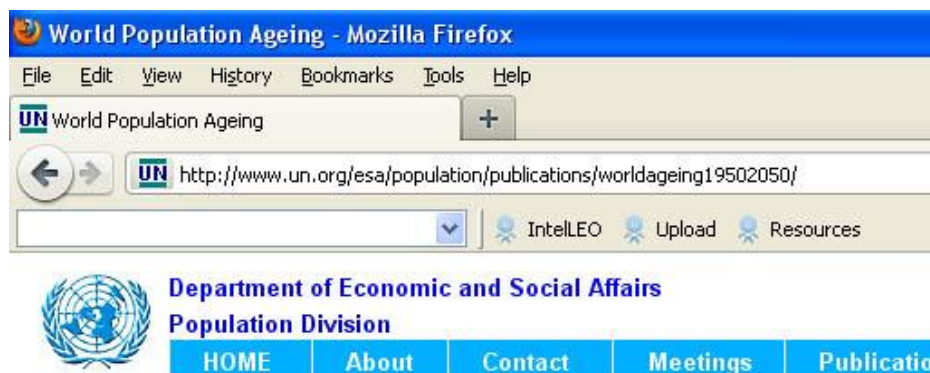 World Population Ageing - Mozilla Firefox
File Edit View History Bookmarks Tools Help
UN World Population Ageing +
UN http://www.un.org/esa/population/publications/worldageing19502050/
IntelLEO Upload Resources
Department of Economic and Social Affairs
Population Division
HOME About Contact Meetings Publicatio